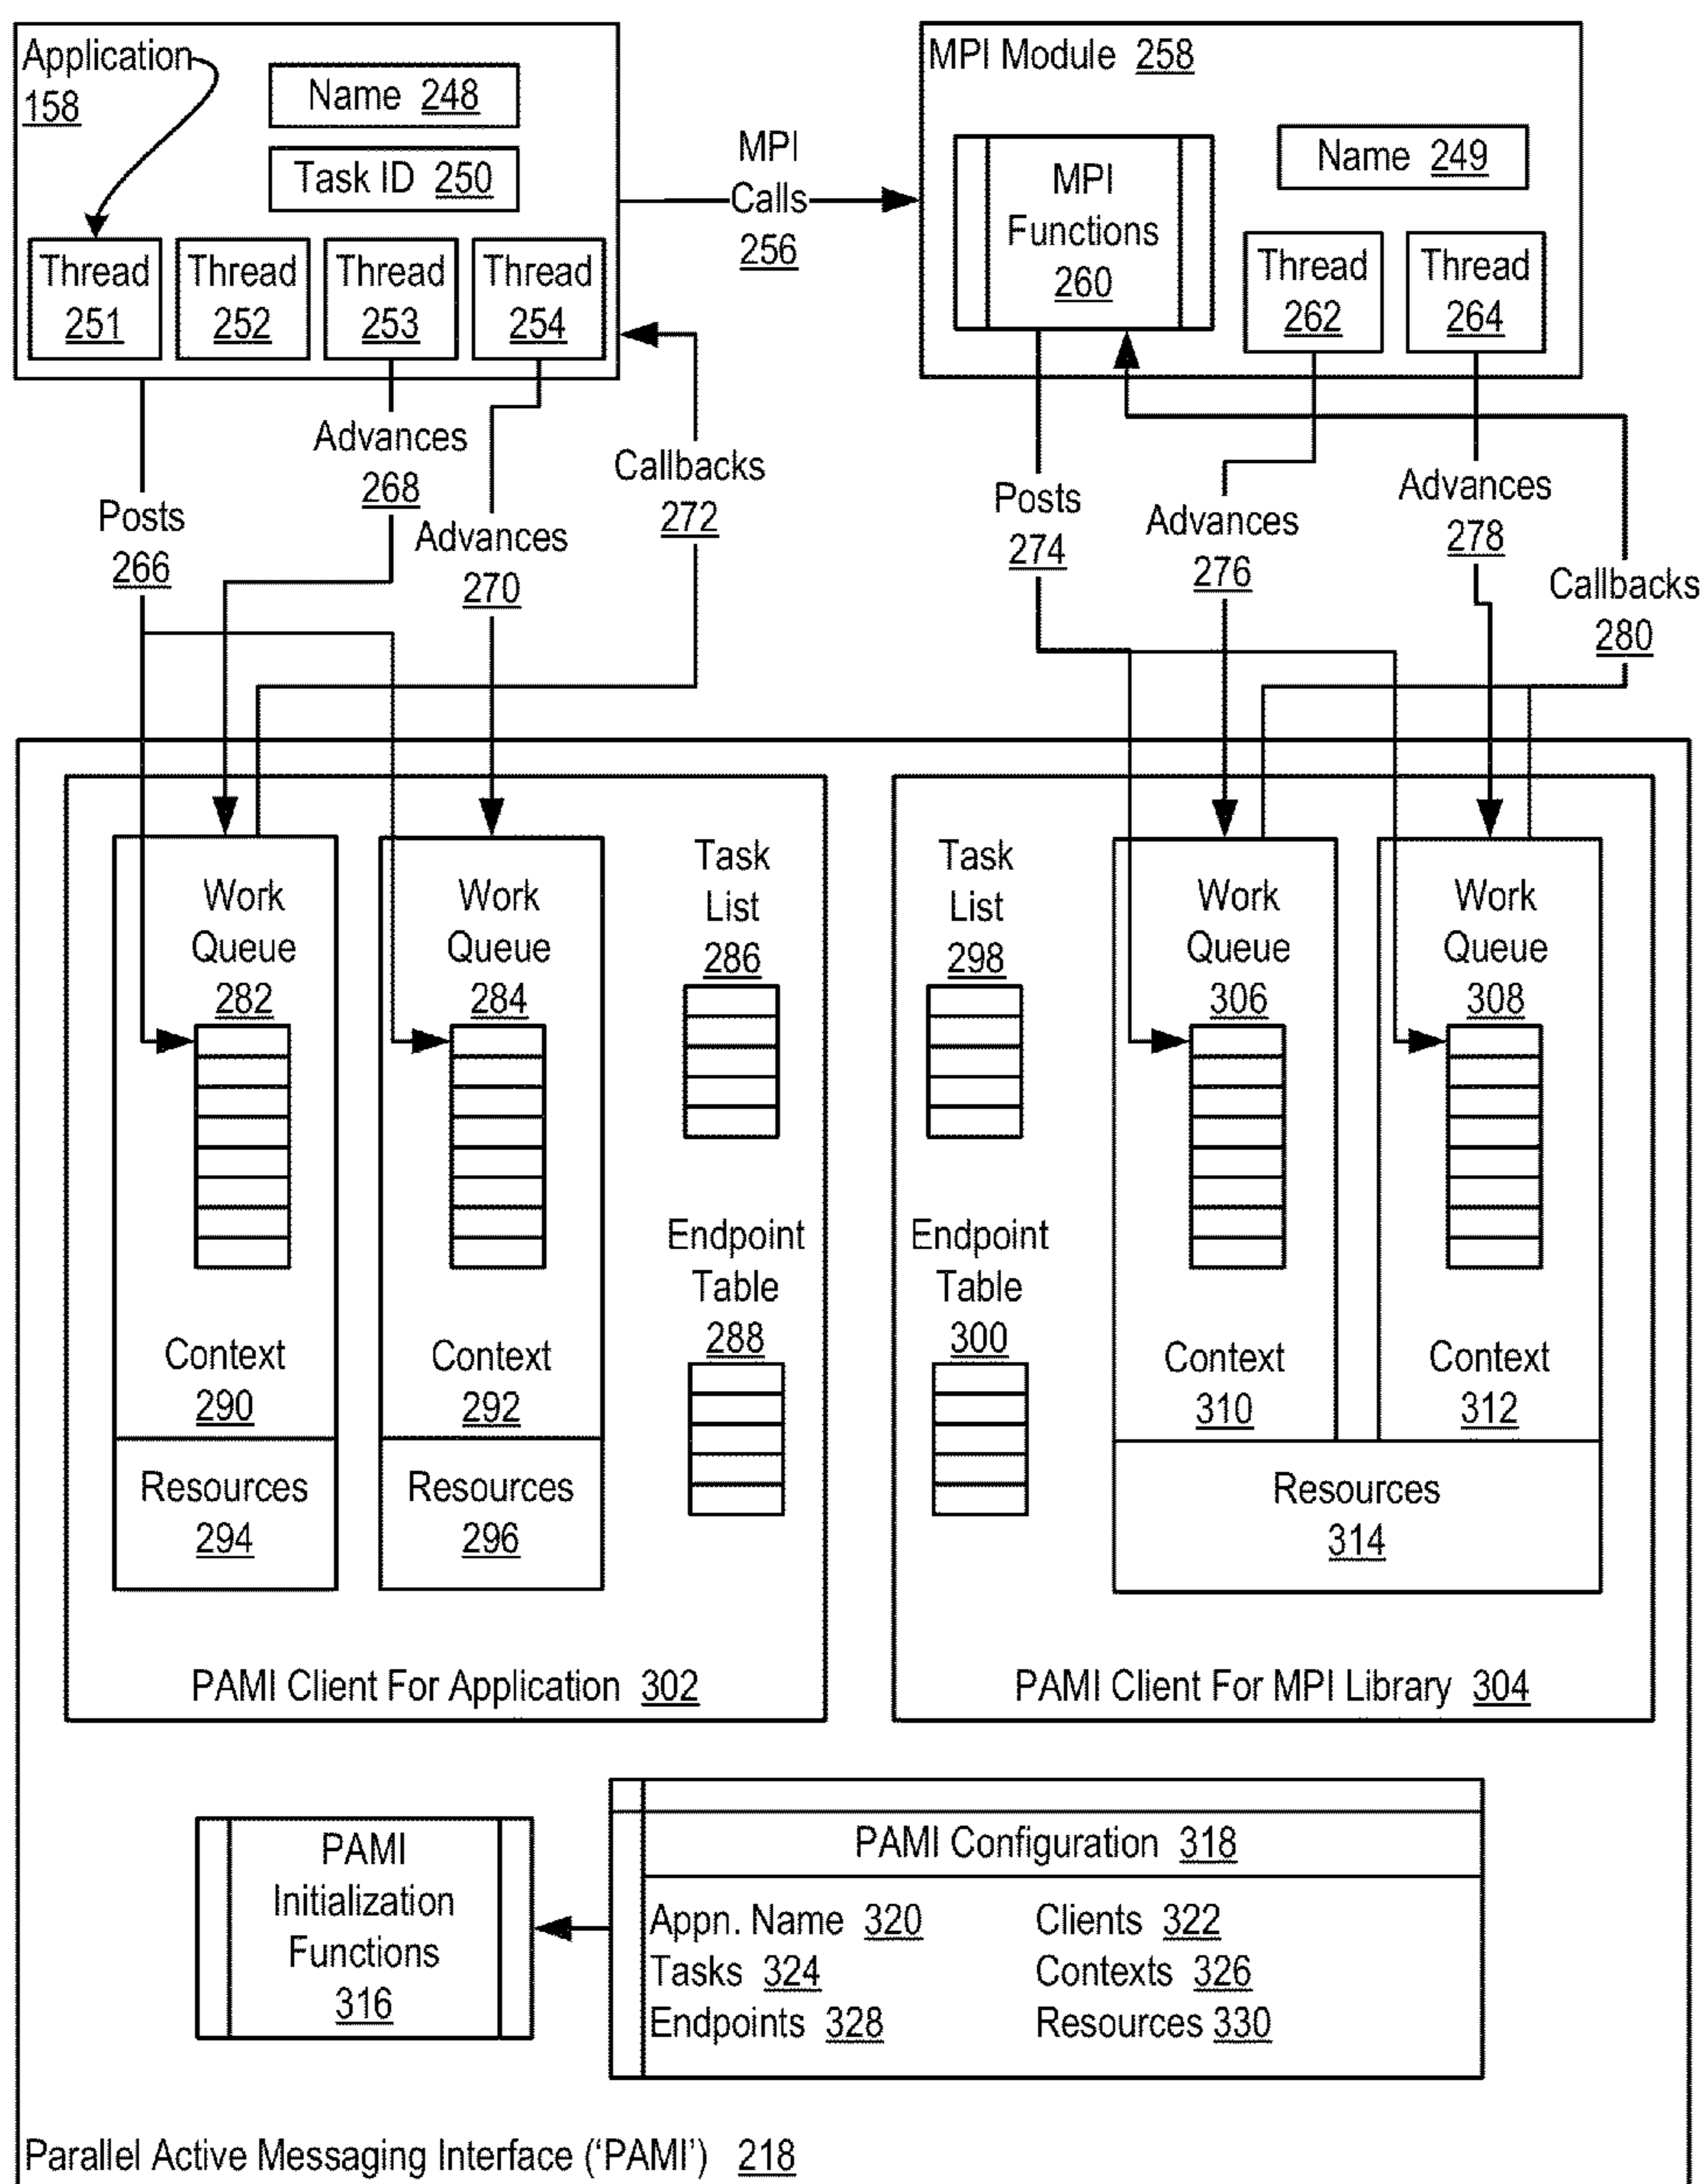 Application
158
Name 248
Task ID 250
Thread
251
Thread
252
Thread
253
Thread
254
MPI
Calls
256
MPI Module 258
MPI
Functions
260
Name 249
Thread
262
Thread
264
Posts
266
Advances
268
Advances
270
Callbacks
272
Posts
274
Advances
276
Advances
278
Callbacks
280
Work
Queue
282
Context
290
Resources
294
Work
Queue
284
Context
292
Resources
296
Task
List
286
Endpoint
Table
288
PAMI Client For Application 302
Task
List
298
Endpoint
Table
300
Work
Queue
306
Context
310
Work
Queue
308
Context
312
Resources
314
PAMI Client For MPI Library 304
PAMI
Initialization
Functions
316
PAMI Configuration 318
Appn. Name 320 Clients 322
Tasks 324 Contexts 326
Endpoints 328 Resources 330
Parallel Active Messaging Interface (‘PAMI’) 218